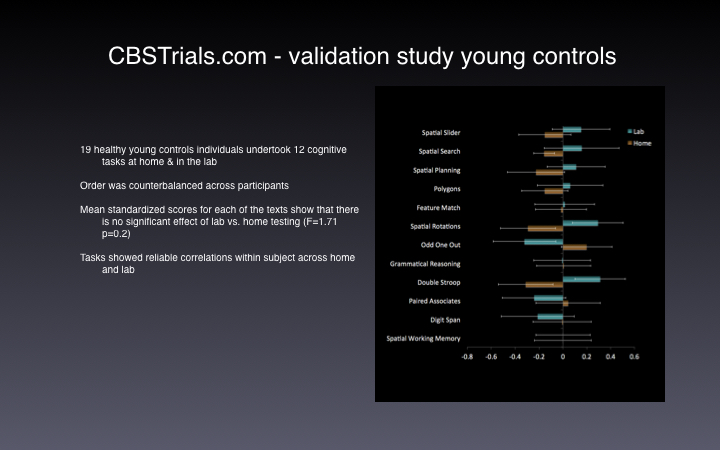 CBSTrials.com - validation study young controls
19 healthy young controls individuals undertook 12 cognitive
tasks at home & in the lab
Order was counterbalanced across participants
Mean standardized scores for each of the texts show that there
is no significant effect of lab vs. home testing (F=1.71
p=0.2)
Tasks showed reliable correlations within subject across home
and lab
Spatial Slider
Spatial Search
Spatial Planning
Polygons
Feature Match
Spatial Rotations
Odd One Out
Grammatical Reasoning
Double Stroop
Paired Associates
Digit Span
Spatial Working Memory
-0.8 -0.6 -0.4 -0.2 0 0.2 0.4 0.6
Lab
Home